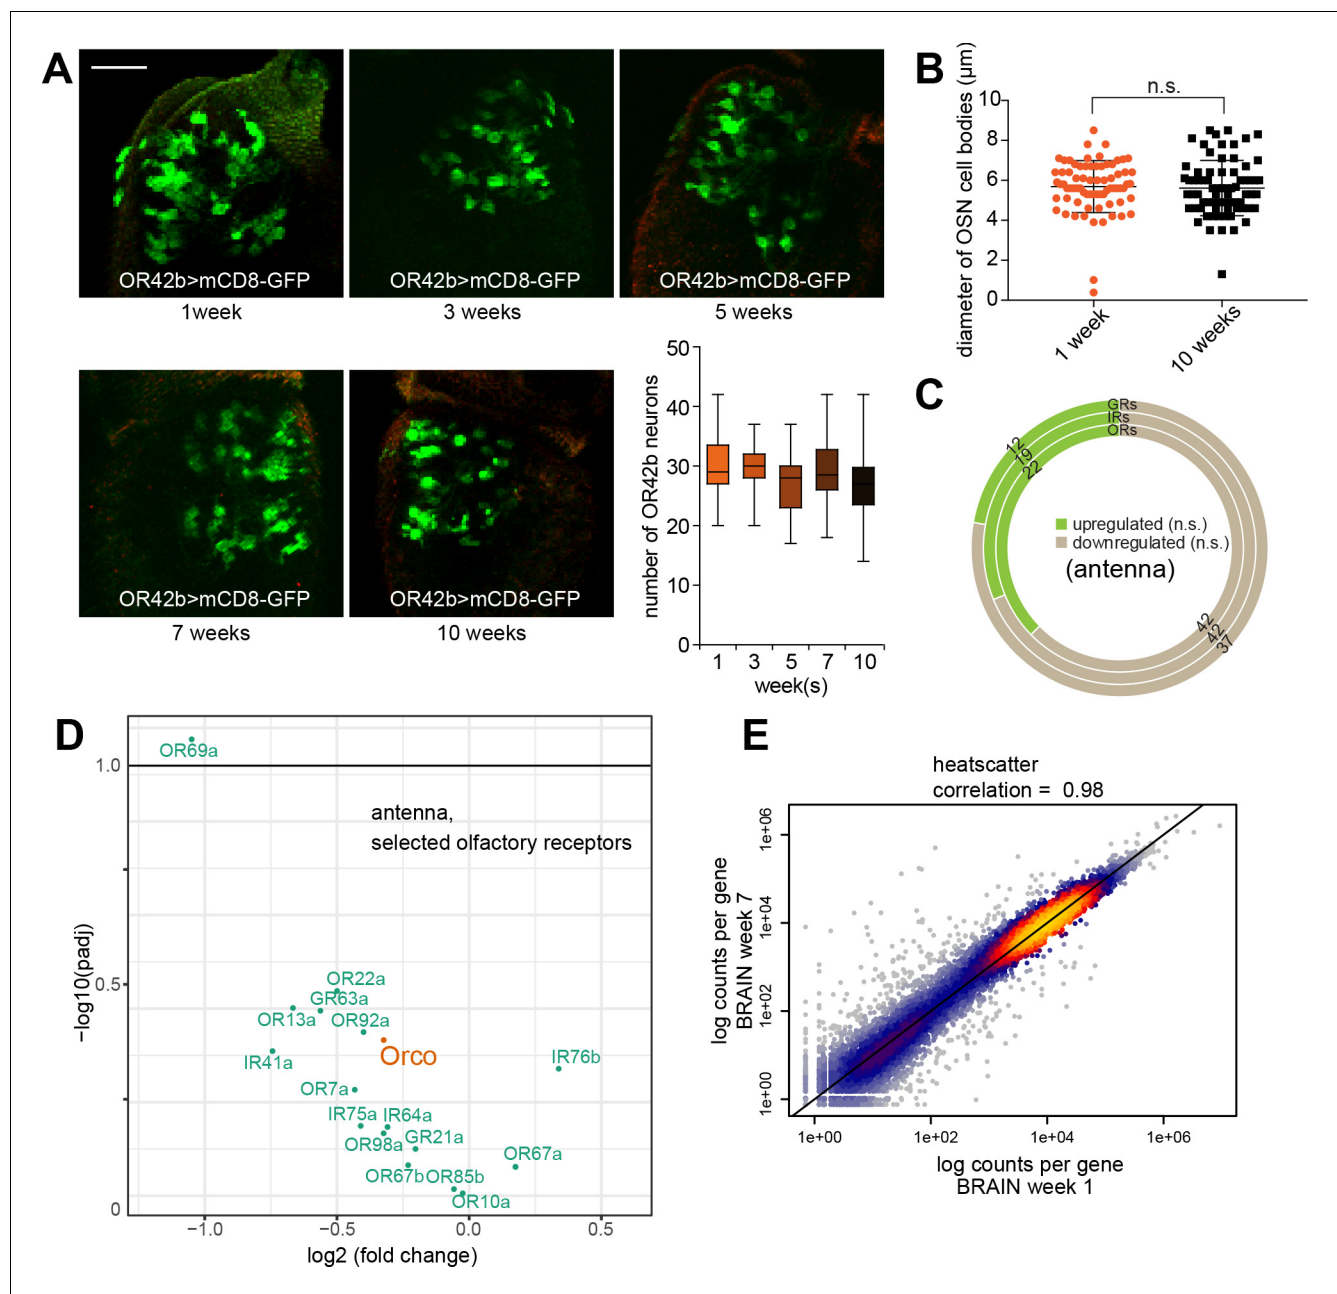 A
OR42b>mCD8-GFP
1week
OR42b>mCD8-GFP
3 weeks
OR42b>mCD8-GFP
5 weeks
OR42b>mCD8-GFP
7 weeks
OR42b>mCD8-GFP
10 weeks
number of OR42b neurons
50
40
30
20
10
0
1 3 5 7 10
week(s)
B
n.s.
diameter of OSN cell bodies (µm)
10
8
6
4
2
0
1 week
10 weeks
C
GRs
IRs
ORs
12
19
22
upregulated (n.s.)
downregulated (n.s.)
(antenna)
42
42
37
D
OR69a
1.0
antenna,
selected olfactory receptors
−log10(padj)
OR22a
0.5
GR63a
OR13a
OR92a
Orco
IR41a
IR76b
OR7a
IR75a
IR64a
OR98a
GR21a
OR67a
OR67b
OR85b
OR10a
0
−1.0 −0.5 0.0 0.5
log2 (fold change)
E
heatscatter
correlation = 0.98
log counts per gene
BRAIN week 7
1e+06
1e+04
1e+02
1e+00
1e+00 1e+02 1e+04 1e+06
log counts per gene
BRAIN week 1